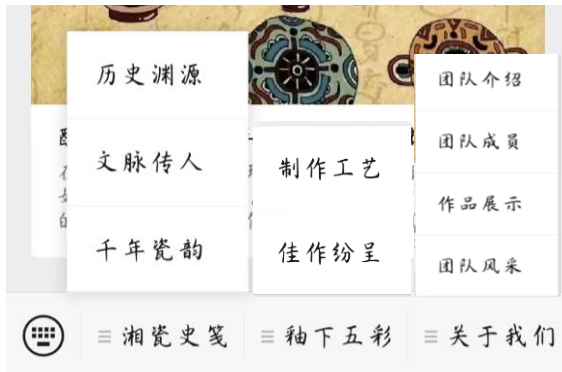 历史渊源
文脉传人
千年瓷韵
制作工艺
佳作纷呈
团队介绍
团队成员
作品展示
团队风采
湘瓷史笺
釉下五彩
关于我们